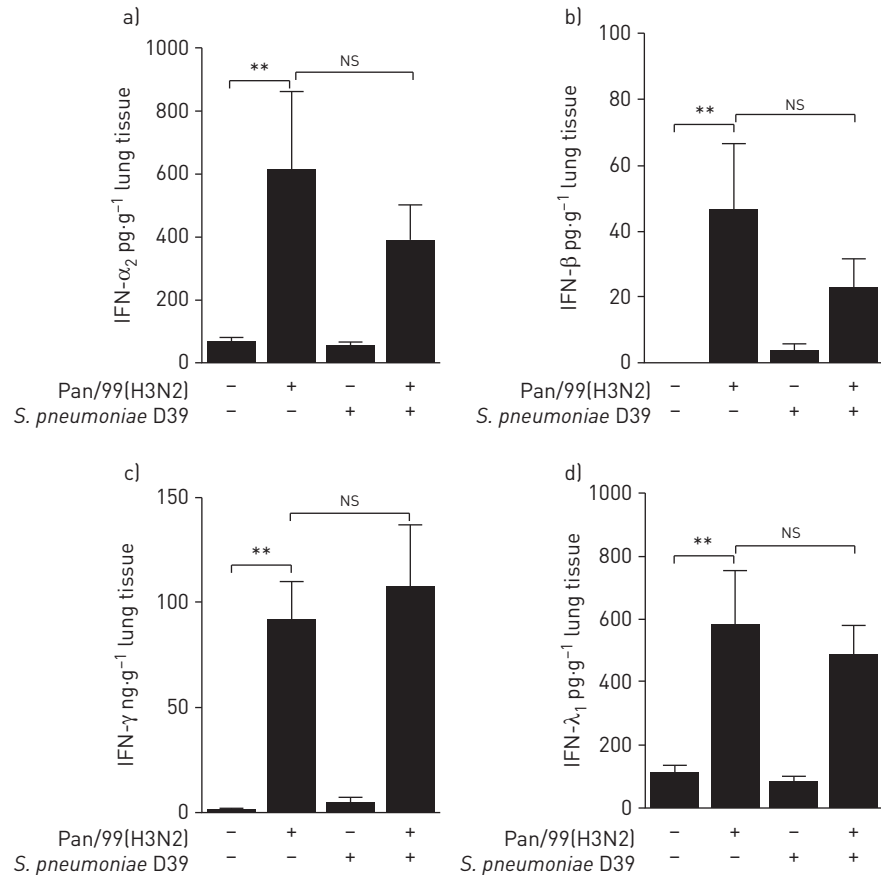 a)
IFN-α₂ pg·g⁻¹ lung tissue
1000
800
600
400
200
0
**
NS
Pan/99(H3N2) – + – +
S. pneumoniae D39 – – + +
b)
IFN-β pg·g⁻¹ lung tissue
100
80
60
40
20
0
**
NS
Pan/99(H3N2) – + – +
S. pneumoniae D39 – – + +
c)
IFN-γ ng·g⁻¹ lung tissue
150
100
50
0
**
NS
Pan/99(H3N2) – + – +
S. pneumoniae D39 – – + +
d)
IFN-λ₁ pg·g⁻¹ lung tissue
1000
800
600
400
200
0
**
NS
Pan/99(H3N2) – + – +
S. pneumoniae D39 – – + +